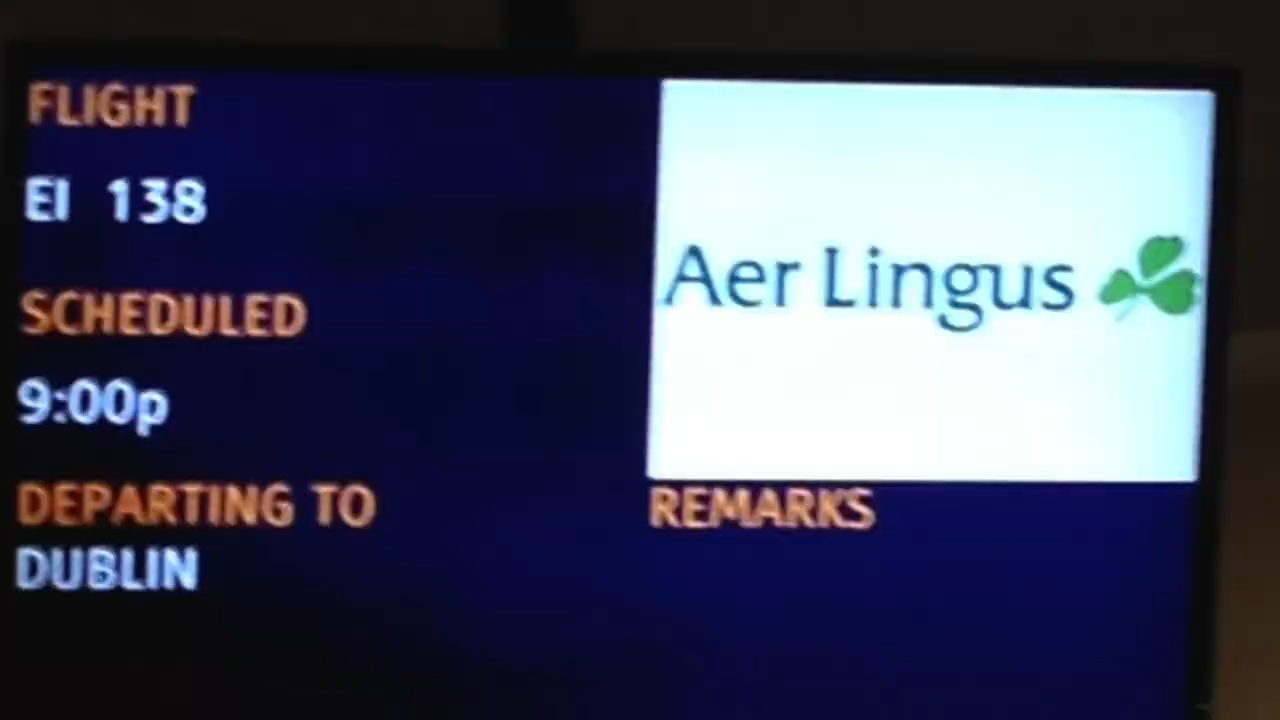 FLIGHT
EI 138
SCHEDULED
9:00p
DEPARTING TO
DUBLIN
Aer Lingus
REMARKS